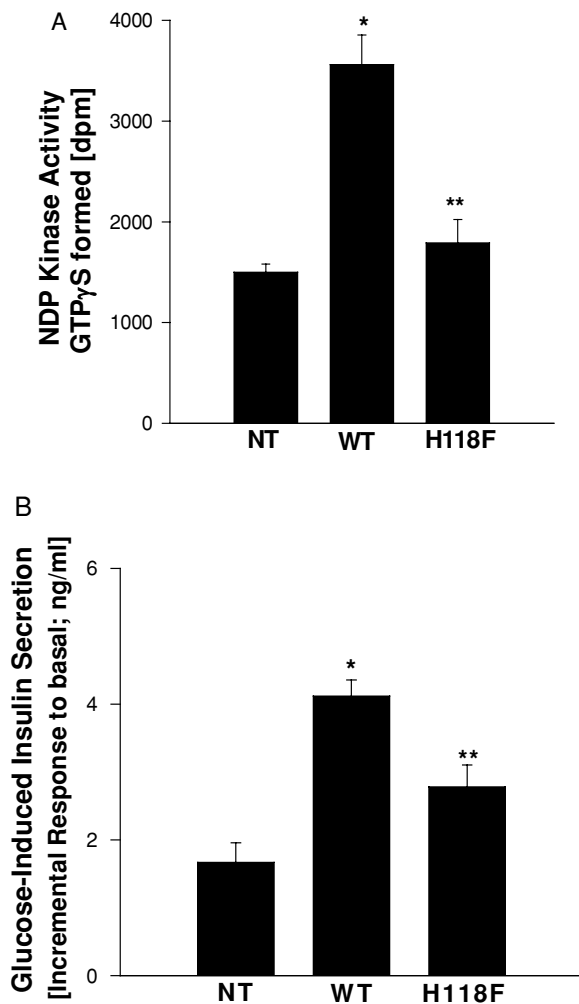 A
NDP Kinase Activity
GTPγS formed [dpm]
4000
3000
2000
1000
0
*
**
NT WT H118F
B
Glucose-Induced Insulin Secretion
[Incremental Response to basal; ng/ml]
6
4
2
0
*
**
NT WT H118F